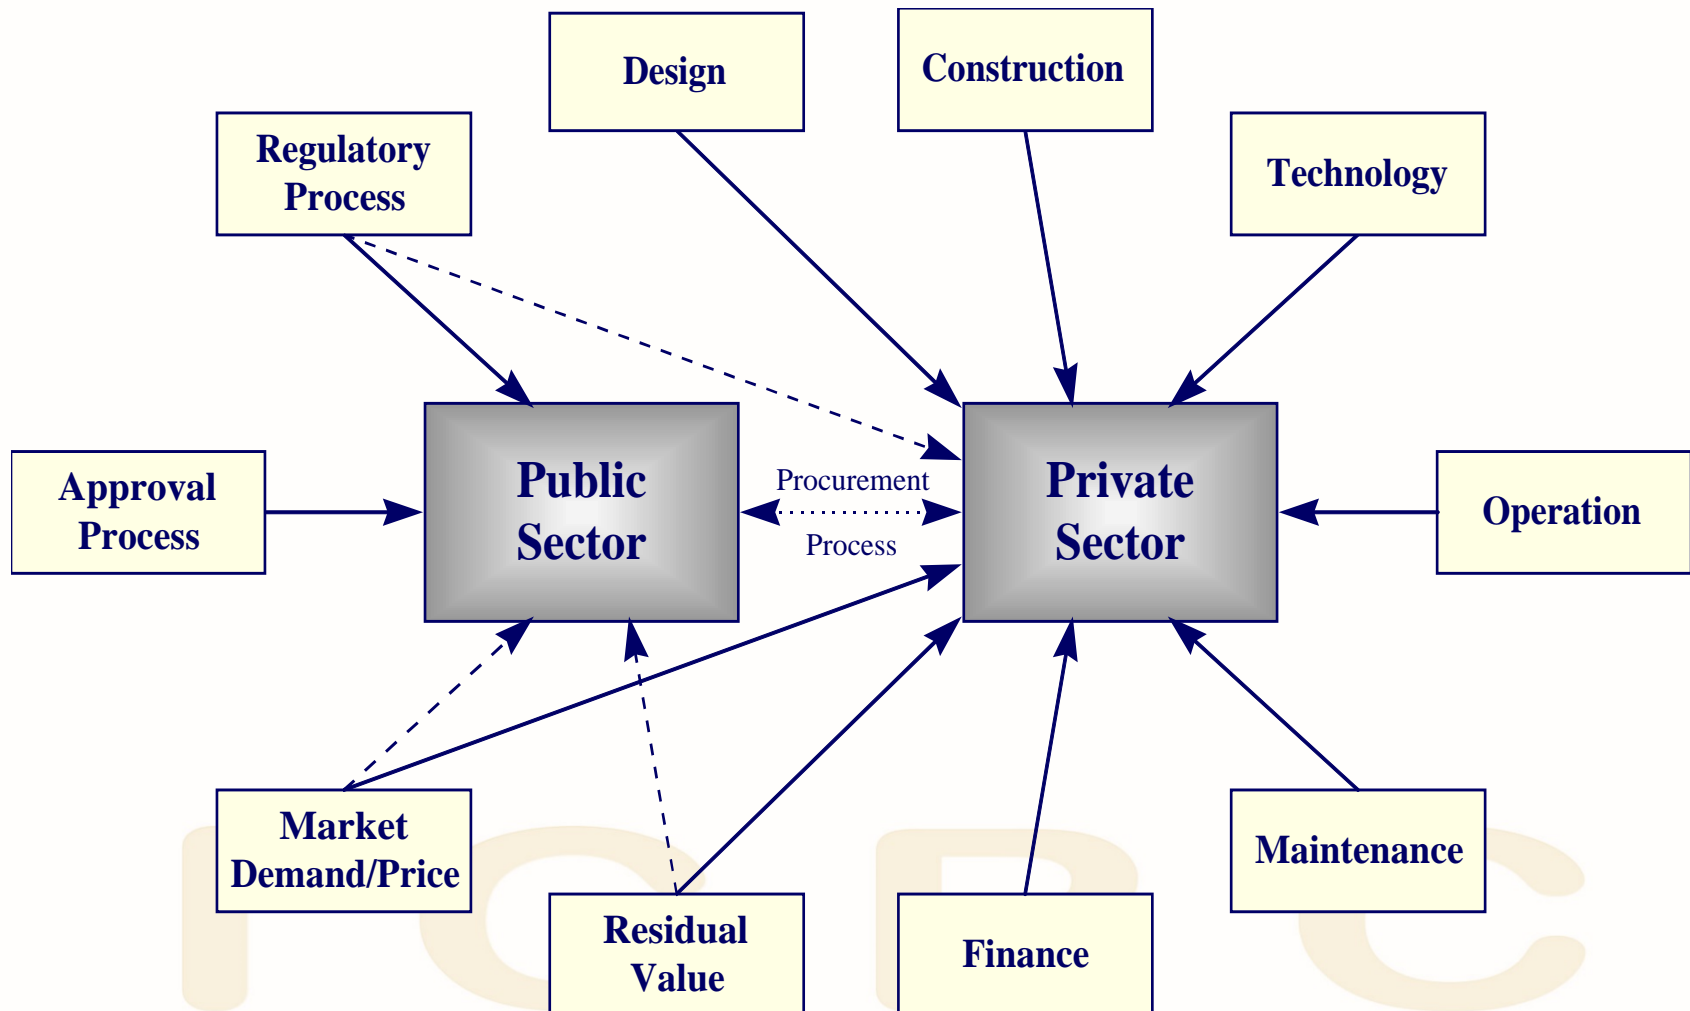 Design
Construction
Regulatory
Process
Technology
Approval
Process
Public
Sector
Procurement
Process
Private
Sector
Operation
Market
Demand/Price
Maintenance
Residual
Value
Finance